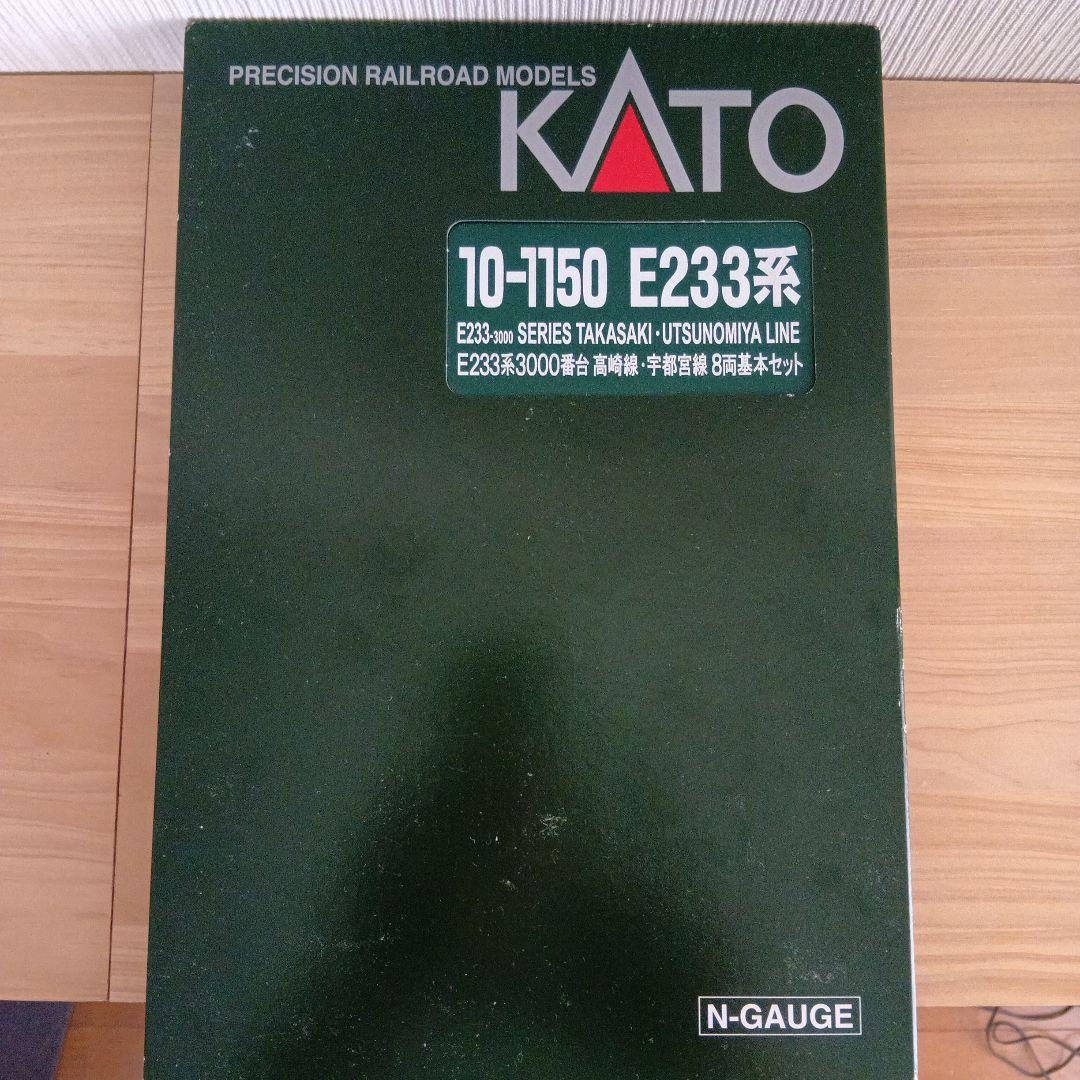 PRECISION RAILROAD MODELS
KATO
10-1150 E233系
E233-3000 SERIES TAKASAKI・UTSUNOMIYA LINE
E233系3000番台 高崎線・宇都宮線 8両基本セット
N-GAUGE